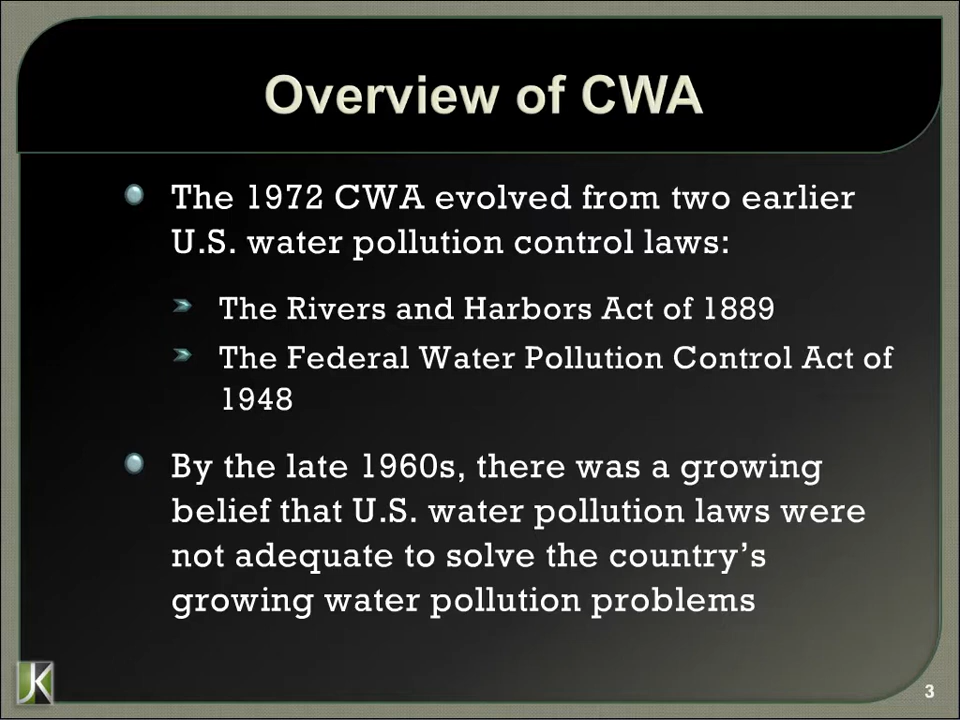 Overview of CWA
The 1972 CWA evolved from two earlier
U.S. water pollution control laws:
The Rivers and Harbors Act of 1889
The Federal Water Pollution Control Act of
1948
By the late 1960s, there was a growing
belief that U.S. water pollution laws were
not adequate to solve the country’s
growing water pollution problems
JK
3